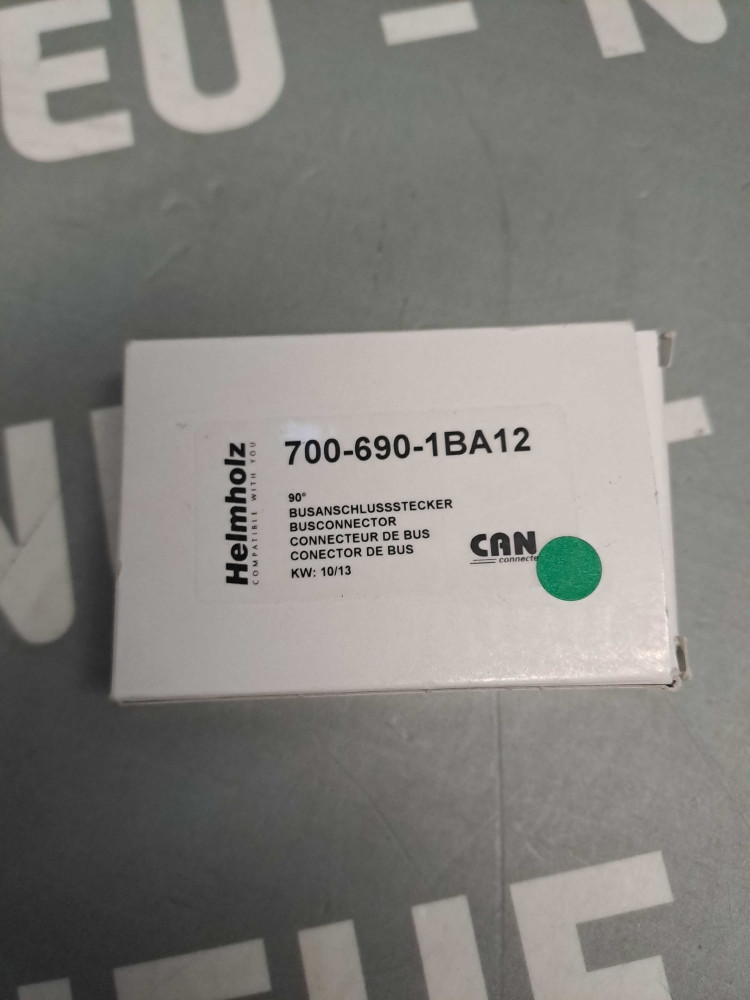 EU - N
Helmholz
COMPATIBLE WITH YOU
700-690-1BA12
90°
BUSANSCHLUSSSTECKER
BUSCONNECTOR
CONNECTEUR DE BUS
CONECTOR DE BUS
KW: 10/13
CAN